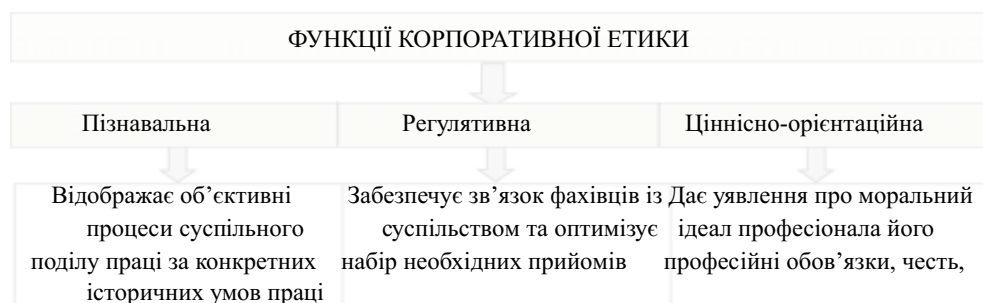 ФУНКЦІЇ КОРПОРАТИВНОЇ ЕТИКИ
Пізнавальна
Регулятивна
Ціннісно-орієнтаційна
Відображає об’єктивні
процеси суспільного
поділу праці за конкретних
історичних умов праці
Забезпечує зв’язок фахівців із
суспільством та оптимізує
набір необхідних прийомів
Дає уявлення про моральний
ідеал професіонала його
професійні обов’язки, честь,